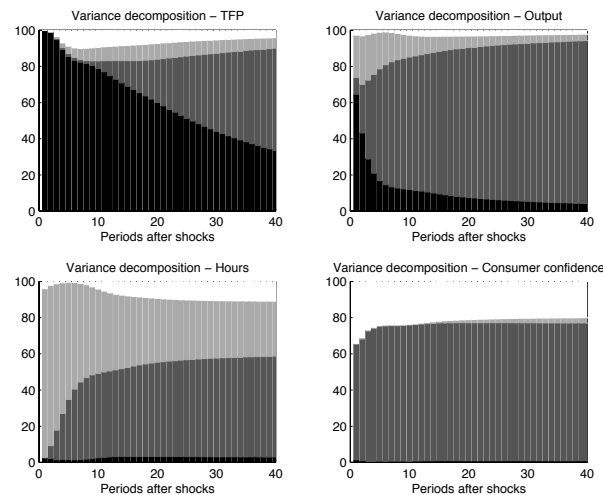 Variance decomposition – TFP
100
80
60
40
20
0
0 10 20 30 40
Periods after shocks
Variance decomposition – Output
100
80
60
40
20
0
0 10 20 30 40
Periods after shocks
Variance decomposition – Hours
100
80
60
40
20
0
0 10 20 30 40
Periods after shocks
Variance decomposition – Consumer confidence
100
80
60
40
20
0
0 10 20 30 40
Periods after shocks